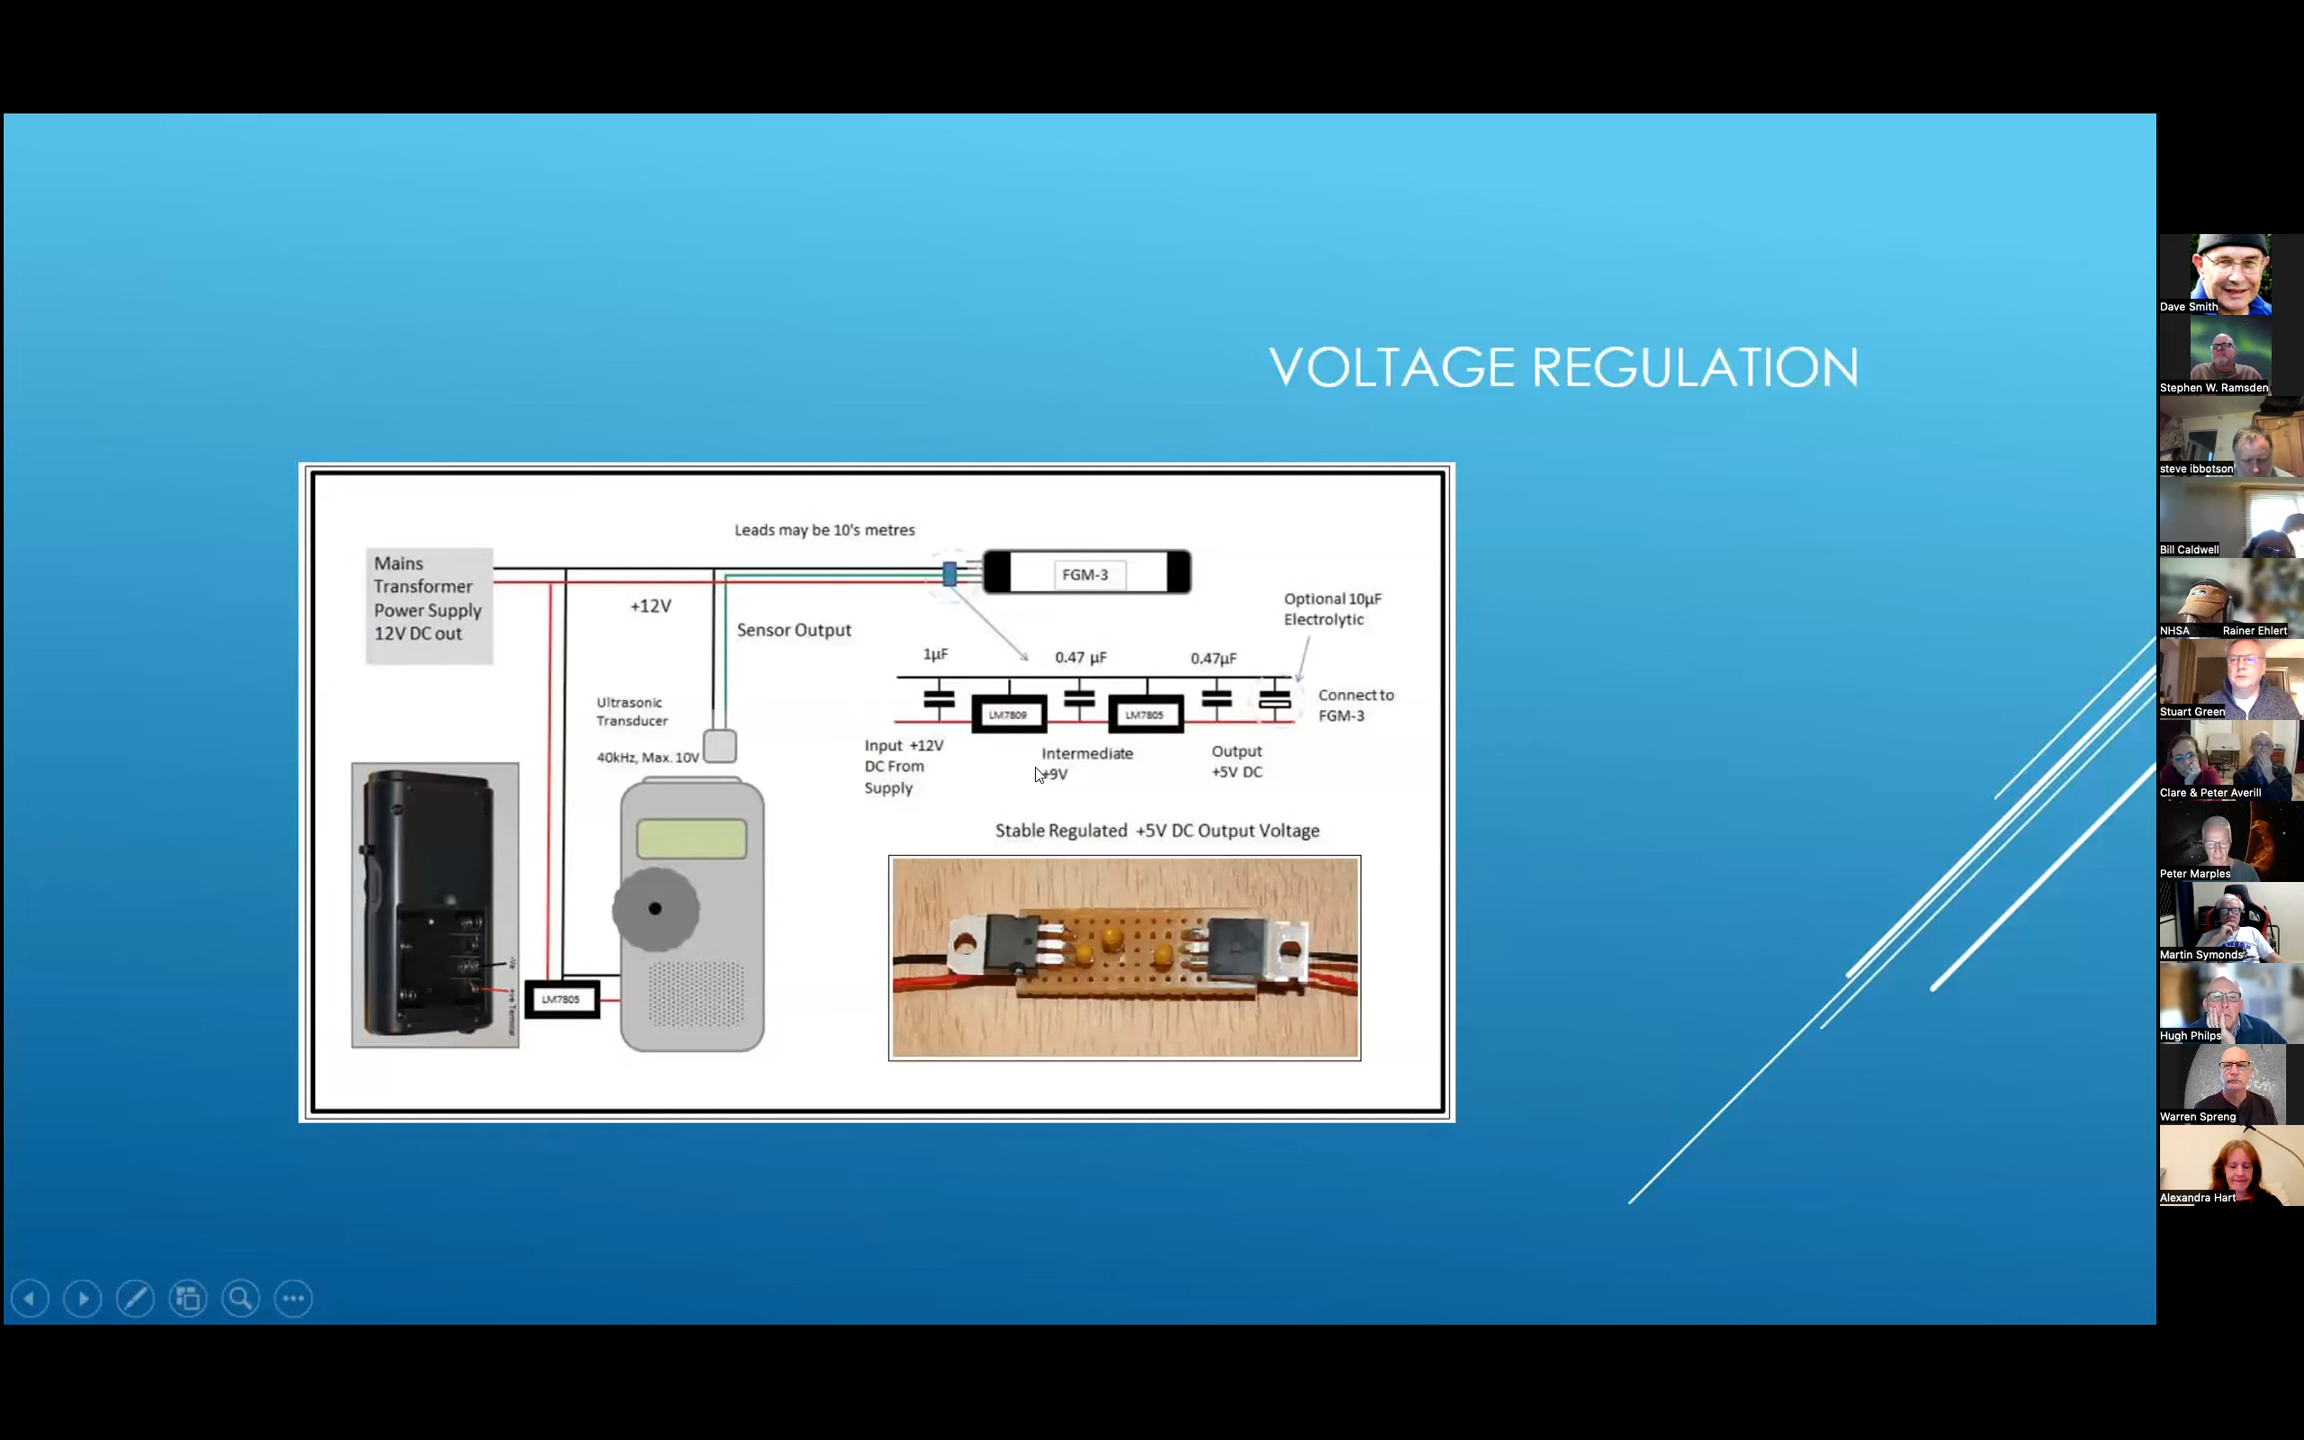 VOLTAGE REGULATION
Leads may be 10's metres
Mains
Transformer
Power Supply
12V DC out
FGM-3
+12V
Sensor Output
Optional 10µF
Electrolytic
1µF
0.47 µF
0.47µF
LM7809
LM7805
Connect to
FGM-3
Ultrasonic
Transducer
40kHz, Max. 10V
Input +12V
DC From
Supply
Intermediate
+9V
Output
+5V DC
Stable Regulated +5V DC Output Voltage
-Ve
+ve Terminal
LM7805
Dave Smith
Stephen W. Ramsden
steve ibbotson
Bill Caldwell
NHSA Rainer Ehlert
Stuart Green
Clare & Peter Averill
Peter Marples
Martin Symonds
Hugh Philps
Warren Spreng
Alexandra Hart